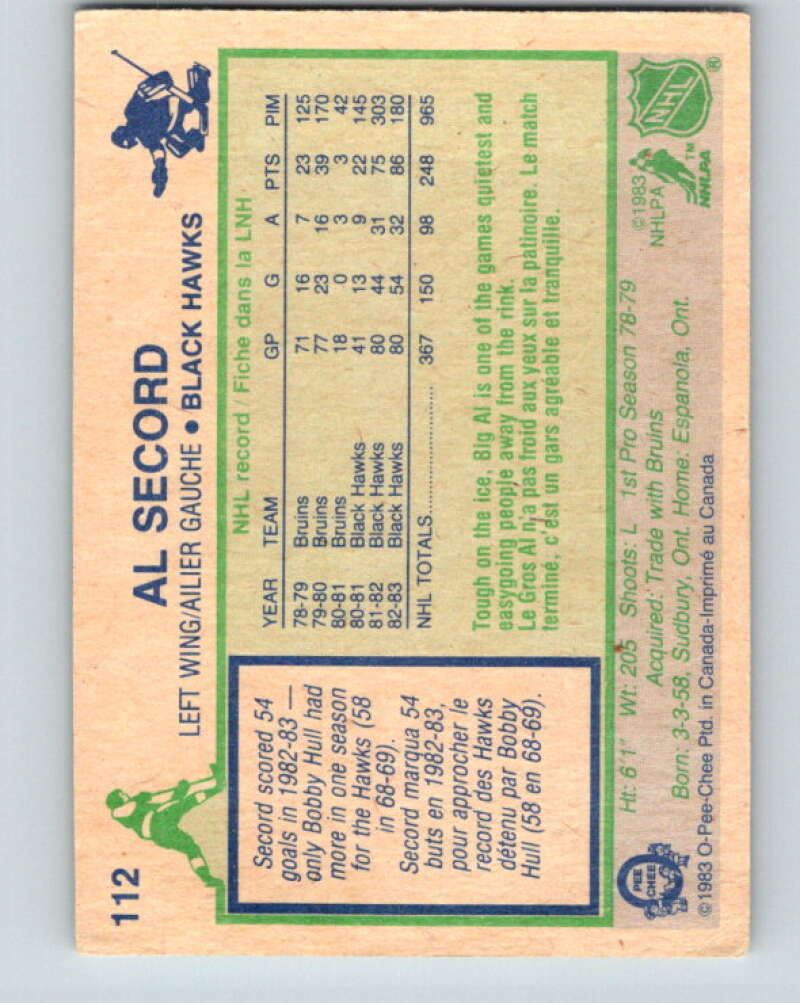 112
AL SECORD
LEFT WING/AILIER GAUCHE • BLACK HAWKS
Secord scored 54
goals in 1982-83 —
only Bobby Hull had
more in one season
for the Hawks (58
in 68-69).
Secord marqua 54
buts en 1982-83,
pour approcher le
record des Hawks
détenu par Bobby
Hull (58 en 68-69).
NHL record / Fiche dans la LNH
YEAR TEAM GP G A PTS PIM
78-79 Bruins 71 16 7 23 125
79-80 Bruins 77 23 16 39 170
80-81 Bruins 18 0 3 3 42
80-81 Black Hawks 41 13 9 22 145
81-82 Black Hawks 80 44 31 75 303
82-83 Black Hawks 80 54 32 86 180
NHL TOTALS 367 150 98 248 965
Tough on the ice, Big Al is one of the games quietest and
easygoing people away from the rink.
Le Gros Al n'a pas froid aux yeux sur la patinoire. Le match
terminé, c'est un gars agréable et tranquille.
Ht: 6'1" Wt: 205 Shoots: L 1st Pro Season 78-79
Acquired: Trade with Bruins
Born: 3-3-58, Sudbury, Ont. Home: Espanola, Ont.
©1983 O-Pee-Chee Ptd. in Canada-Imprimé au Canada
O PEE CHEE
©1983
NHLPA
TM
NHLPA
NHL
®